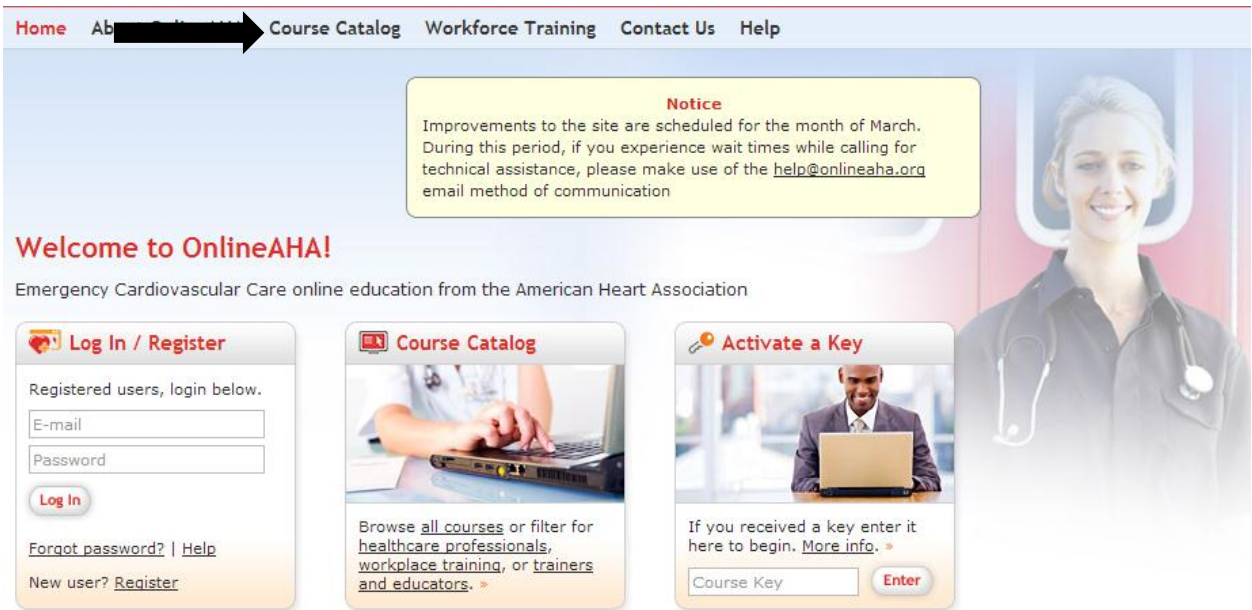 Home Course Catalog Workforce Training Contact Us Help
Notice
Improvements to the site are scheduled for the month of March.
During this period, if you experience wait times while calling for
technical assistance, please make use of the help@onlineaha.org
email method of communication
Welcome to OnlineAHA!
Emergency Cardiovascular Care online education from the American Heart Association
Log In / Register
Registered users, login below.
E-mail
Password
Log In
Forgot password? | Help
New user? Register
Course Catalog
Browse all courses or filter for
healthcare professionals,
workplace training, or trainers
and educators. »
Activate a Key
If you received a key enter it
here to begin. More info. »
Course Key
Enter